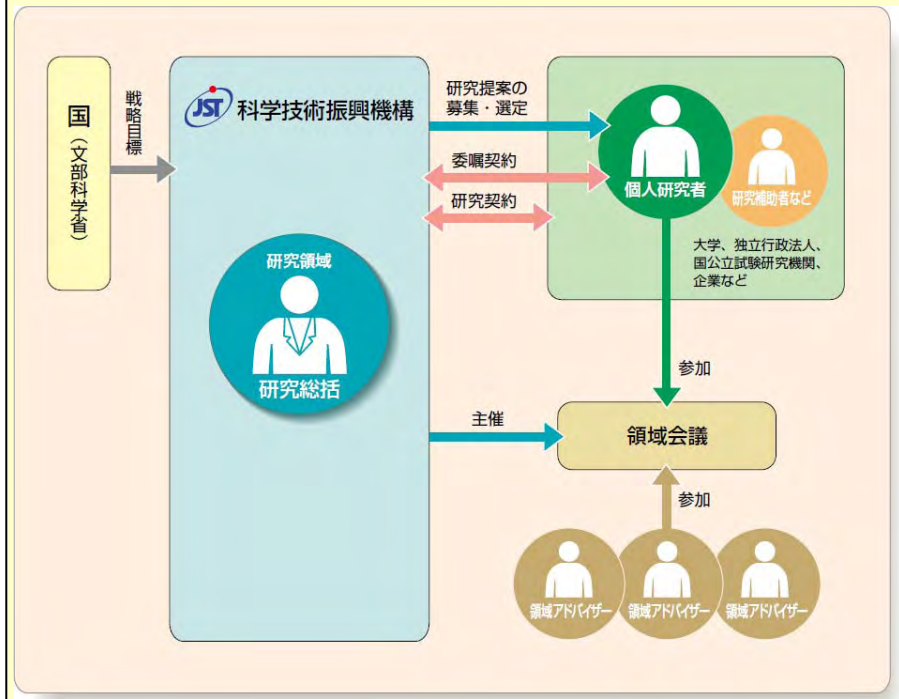 国（文部科学省）
戦略目標
JST 科学技術振興機構
研究領域
研究総括
研究提案の
募集・選定
委嘱契約
研究契約
個人研究者
研究補助者など
大学、独立行政法人、
国公立試験研究機関、
企業など
参加
主催
領域会議
参加
領域アドバイザー
領域アドバイザー
領域アドバイザー